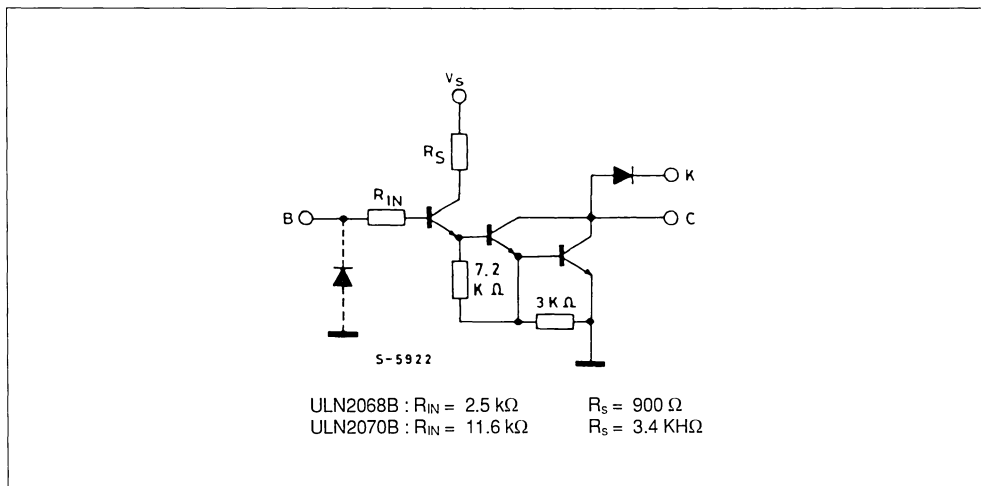 VS
RS
RIN
B
K
C
7.2
K Ω
3K Ω
S-5922
ULN2068B : RIN = 2.5 kΩ Rs = 900 Ω
ULN2070B : RIN = 11.6 kΩ Rs = 3.4 KHΩ